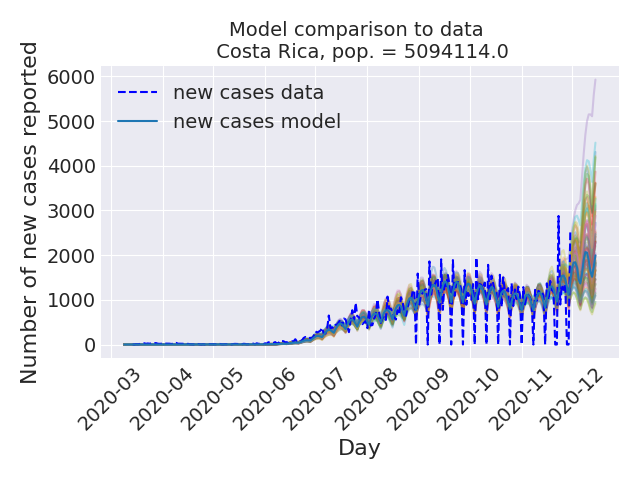 Model comparison to data
Costa Rica, pop. = 5094114.0
Number of new cases reported
6000
5000
4000
3000
2000
1000
0
new cases data
new cases model
2020-03
2020-04
2020-05
2020-06
2020-07
2020-08
2020-09
2020-10
2020-11
2020-12
Day